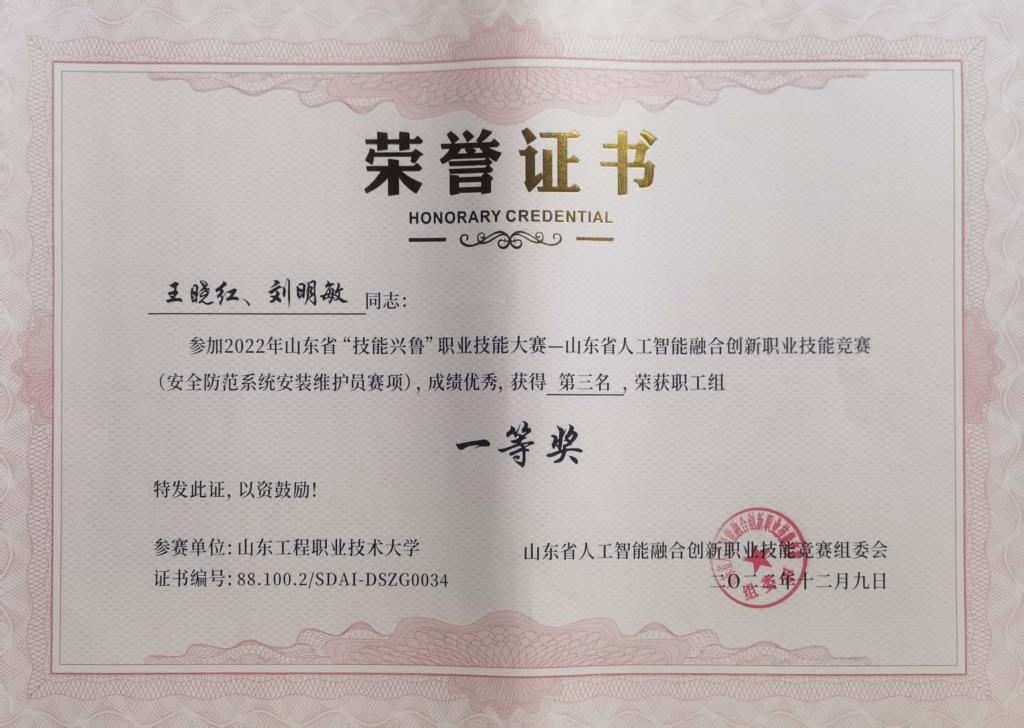 荣誉证书
HONORARY CREDENTIAL
王晓红、刘明敏 同志：
参加2022年山东省“技能兴鲁”职业技能大赛—山东省人工智能融合创新职业技能竞赛
（安全防范系统安装维护员赛项），成绩优秀，获得 第三名，荣获职工组
一等奖
特发此证，以资鼓励！
参赛单位：山东工程职业技术大学
证书编号：88.100.2/SDAI-DSZG0034
山东省人工智能融合创新职业技能竞赛组委会
二〇二二年十二月九日
组委会